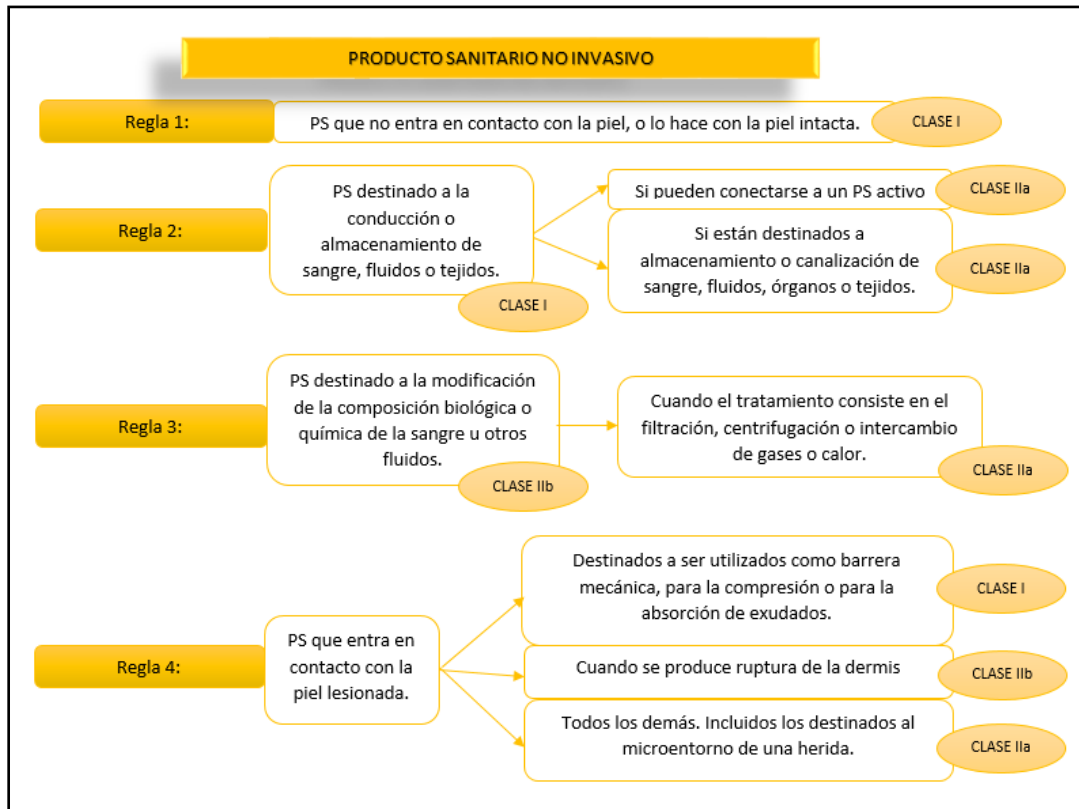 PRODUCTO SANITARIO NO INVASIVO
Regla 1:
PS que no entra en contacto con la piel, o lo hace con la piel intacta.
CLASE I
Regla 2:
PS destinado a la
conducción o
almacenamiento de
sangre, fluidos o tejidos.
CLASE I
Si pueden conectarse a un PS activo
CLASE IIa
Si están destinados a
almacenamiento o canalización de
sangre, fluidos, órganos o tejidos.
CLASE IIa
Regla 3:
PS destinado a la modificación
de la composición biológica o
química de la sangre u otros
fluidos.
CLASE IIb
Cuando el tratamiento consiste en el
filtración, centrifugación o intercambio
de gases o calor.
CLASE IIa
Regla 4:
PS que entra en
contacto con la
piel lesionada.
Destinados a ser utilizados como barrera
mecánica, para la compresión o para la
absorción de exudados.
CLASE I
Cuando se produce ruptura de la dermis
CLASE IIb
Todos los demás. Incluidos los destinados al
microentorno de una herida.
CLASE IIa